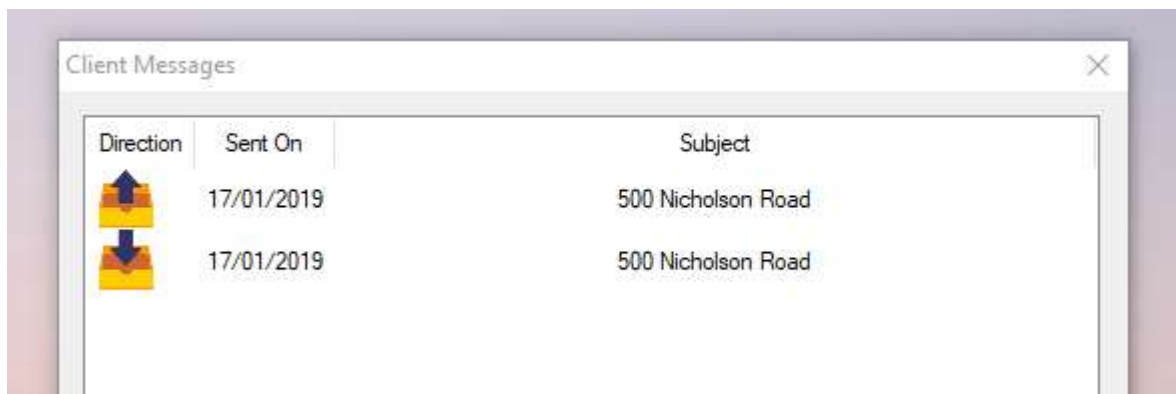 Client Messages
Direction Sent On Subject
17/01/2019 500 Nicholson Road
17/01/2019 500 Nicholson Road